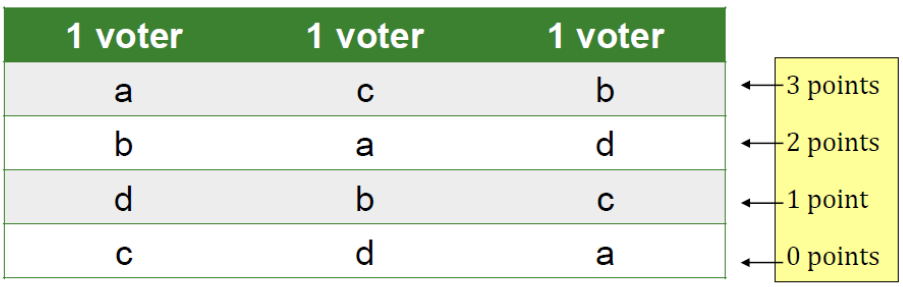 1 voter 1 voter 1 voter
a c b 3 points
b a d 2 points
d b c 1 point
c d a 0 points